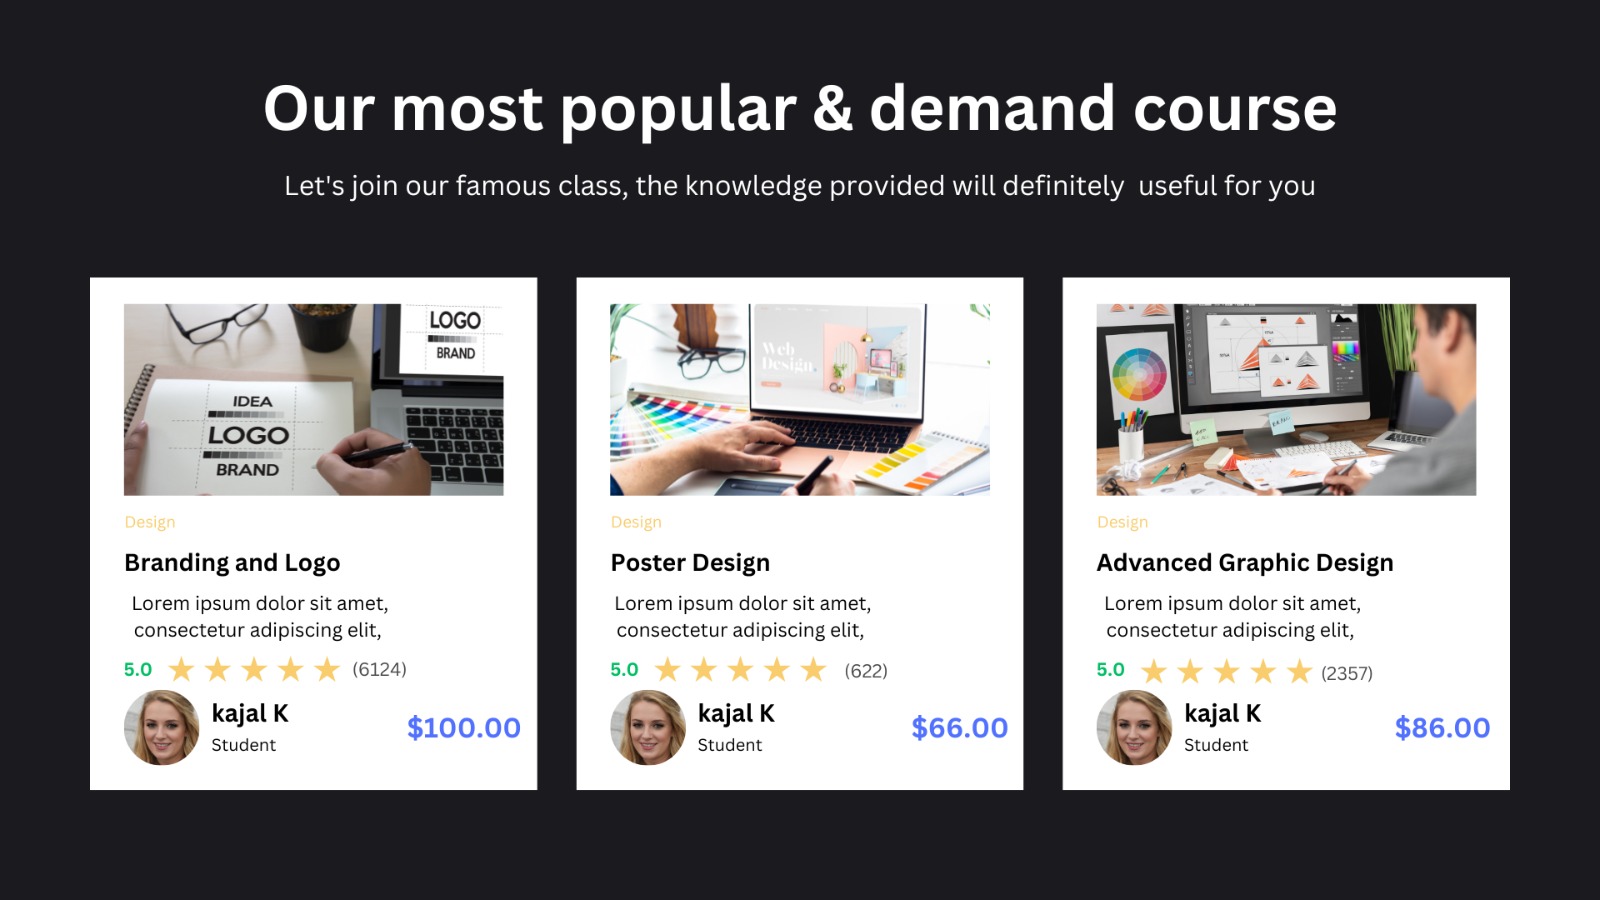 Our most popular & demand course
Let's join our famous class, the knowledge provided will definitely  useful for you
LOGO
BRAND
IDEA
LOGO
BRAND
Design
Branding and Logo
Lorem ipsum dolor sit amet,
consectetur adipiscing elit,
5.0 ★ ★ ★ ★ ★ (6124)
kajal K
Student
$100.00
Web
Design.
Design
Poster Design
Lorem ipsum dolor sit amet,
consectetur adipiscing elit,
5.0 ★ ★ ★ ★ ★ (622)
kajal K
Student
$66.00
Design
Advanced Graphic Design
Lorem ipsum dolor sit amet,
consectetur adipiscing elit,
5.0 ★ ★ ★ ★ ★ (2357)
kajal K
Student
$86.00